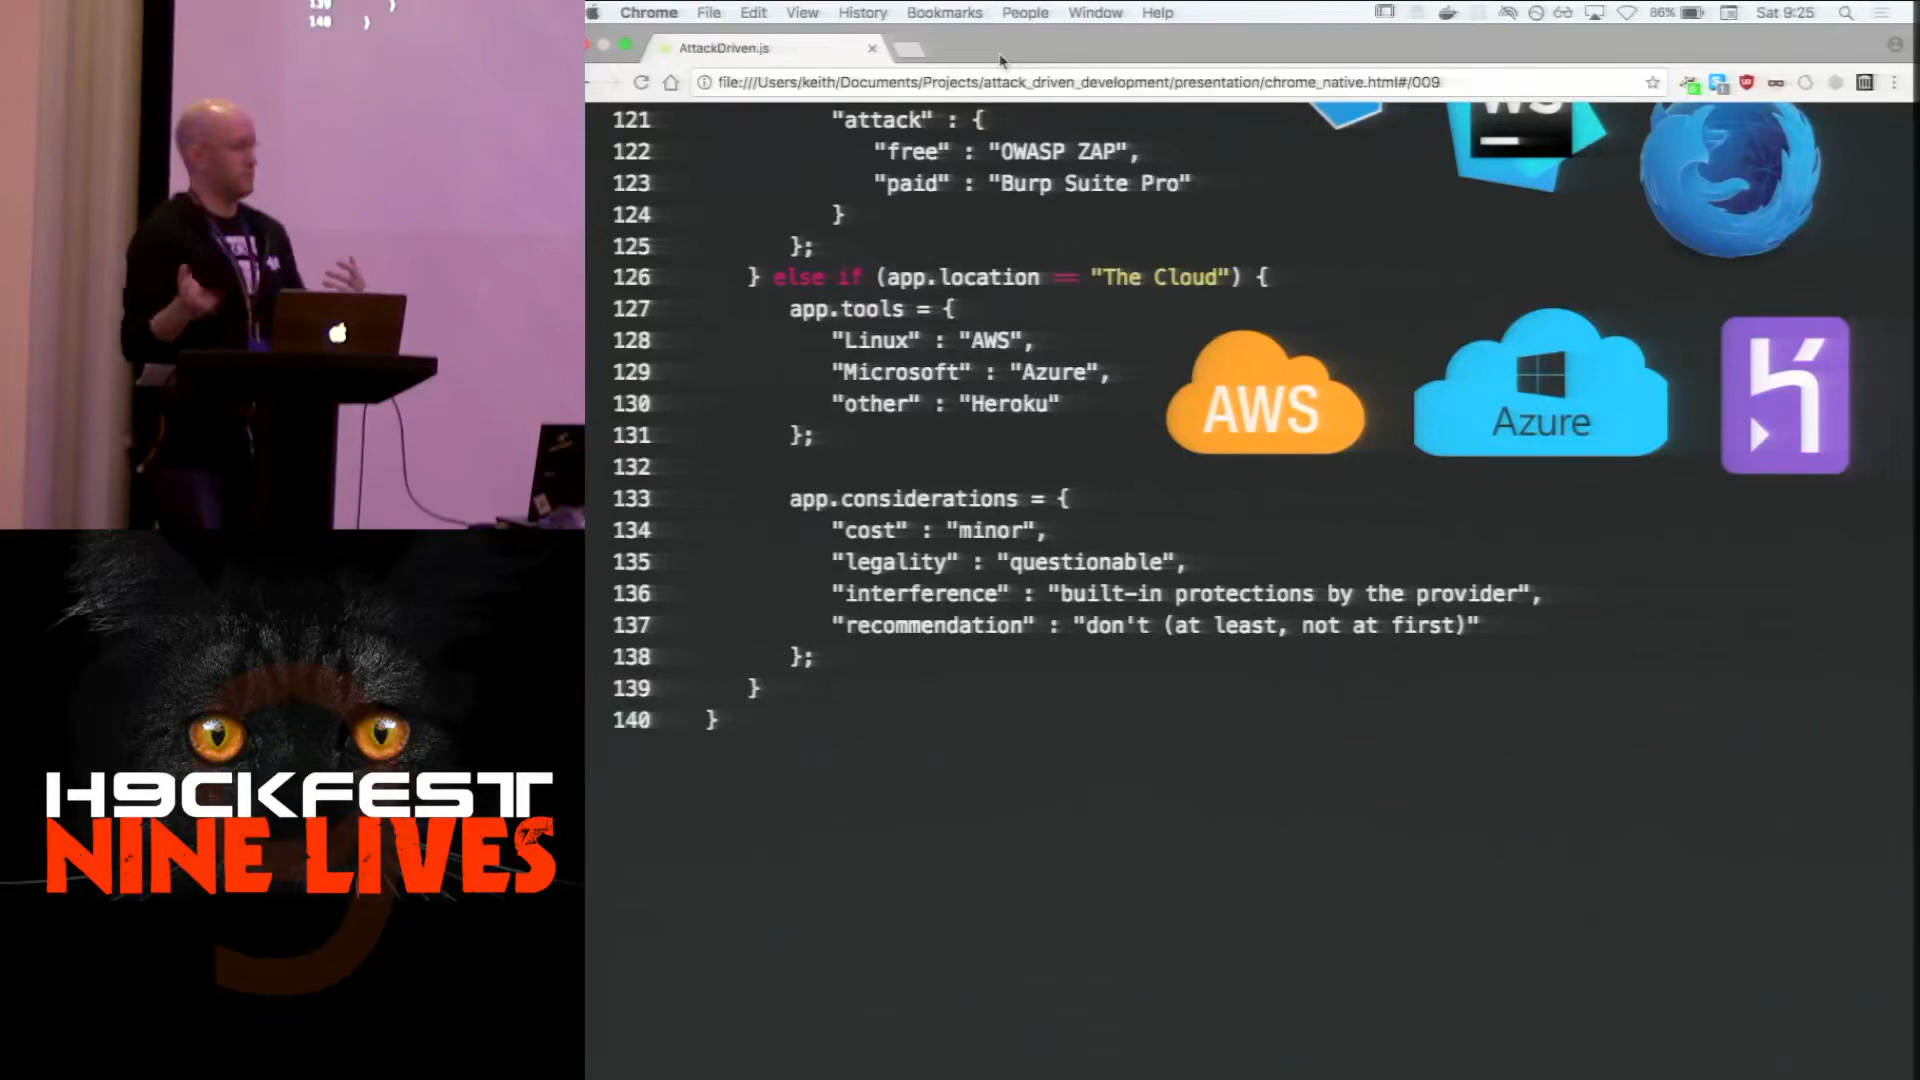 139 }
140 }
Chrome File Edit View History Bookmarks People Window Help 86% Sat 9:25
AttackDriven.js
file:///Users/keith/Documents/Projects/attack_driven_development/presentation/chrome_native.html#/009
121 "attack" : {
122 "free" : "OWASP ZAP",
123 "paid" : "Burp Suite Pro"
124 }
125 };
126 } else if (app.location == "The Cloud") {
127 app.tools = {
128 "Linux" : "AWS",
129 "Microsoft" : "Azure",
130 "other" : "Heroku"
131 };
132
133 app.considerations = {
134 "cost" : "minor",
135 "legality" : "questionable",
136 "interference" : "built-in protections by the provider",
137 "recommendation" : "don't (at least, not at first)"
138 };
139 }
140 }
WS
AWS
Azure
H9CKFEST
NINE LIVES
9